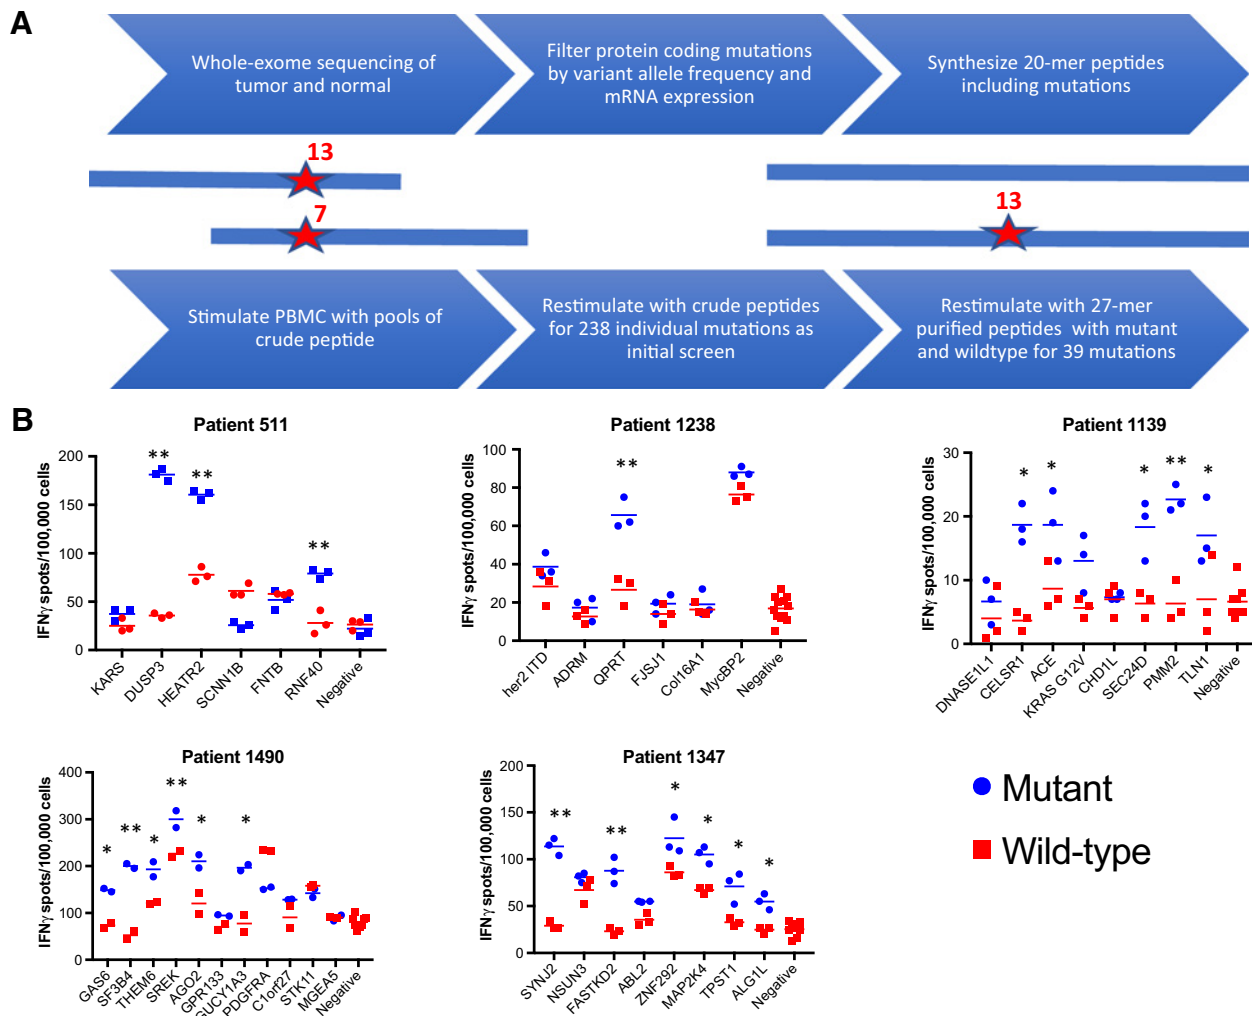 A
Whole-exome sequencing of
tumor and normal
Filter protein coding mutations
by variant allele frequency and
mRNA expression
Synthesize 20-mer peptides
including mutations
13
7
13
Stimulate PBMC with pools of
crude peptide
Restimulate with crude peptides
for 238 individual mutations as
initial screen
Restimulate with 27-mer
purified peptides with mutant
and wildtype for 39 mutations
B
Patient 511
IFNγ spots/100,000 cells
200
150
100
50
0
**
**
**
KARS
DUSP3
HEATR2
SCNN1B
FNTB
RNF40
Negative
Patient 1238
IFNγ spots/100,000 cells
100
80
60
40
20
0
**
her2ITD
ADRM
QPRT
FJSJ1
Col16A1
MycBP2
Negative
Patient 1139
IFNγ spots/100,000 cells
30
20
10
0
*
*
*
**
*
DNASE1L1
CELSR1
ACE
KRAS G12V
CHD1L
SEC24D
PMM2
TLN1
Negative
Patient 1490
IFNγ spots/100,000 cells
400
300
200
100
0
*
**
*
**
*
*
GAS6
SF3B4
THEM6
SREK
AGO2
GPR133
GUCY1A3
PDGFRA
C1orf27
STK11
MGEA5
Negative
Patient 1347
IFNγ spots/100,000 cells
200
150
100
50
0
**
**
*
*
*
*
SYNJ2
NSUN3
FASTKD2
ABL2
ZNF292
MAP2K4
TPST1
ALG1L
Negative
Mutant
Wild-type